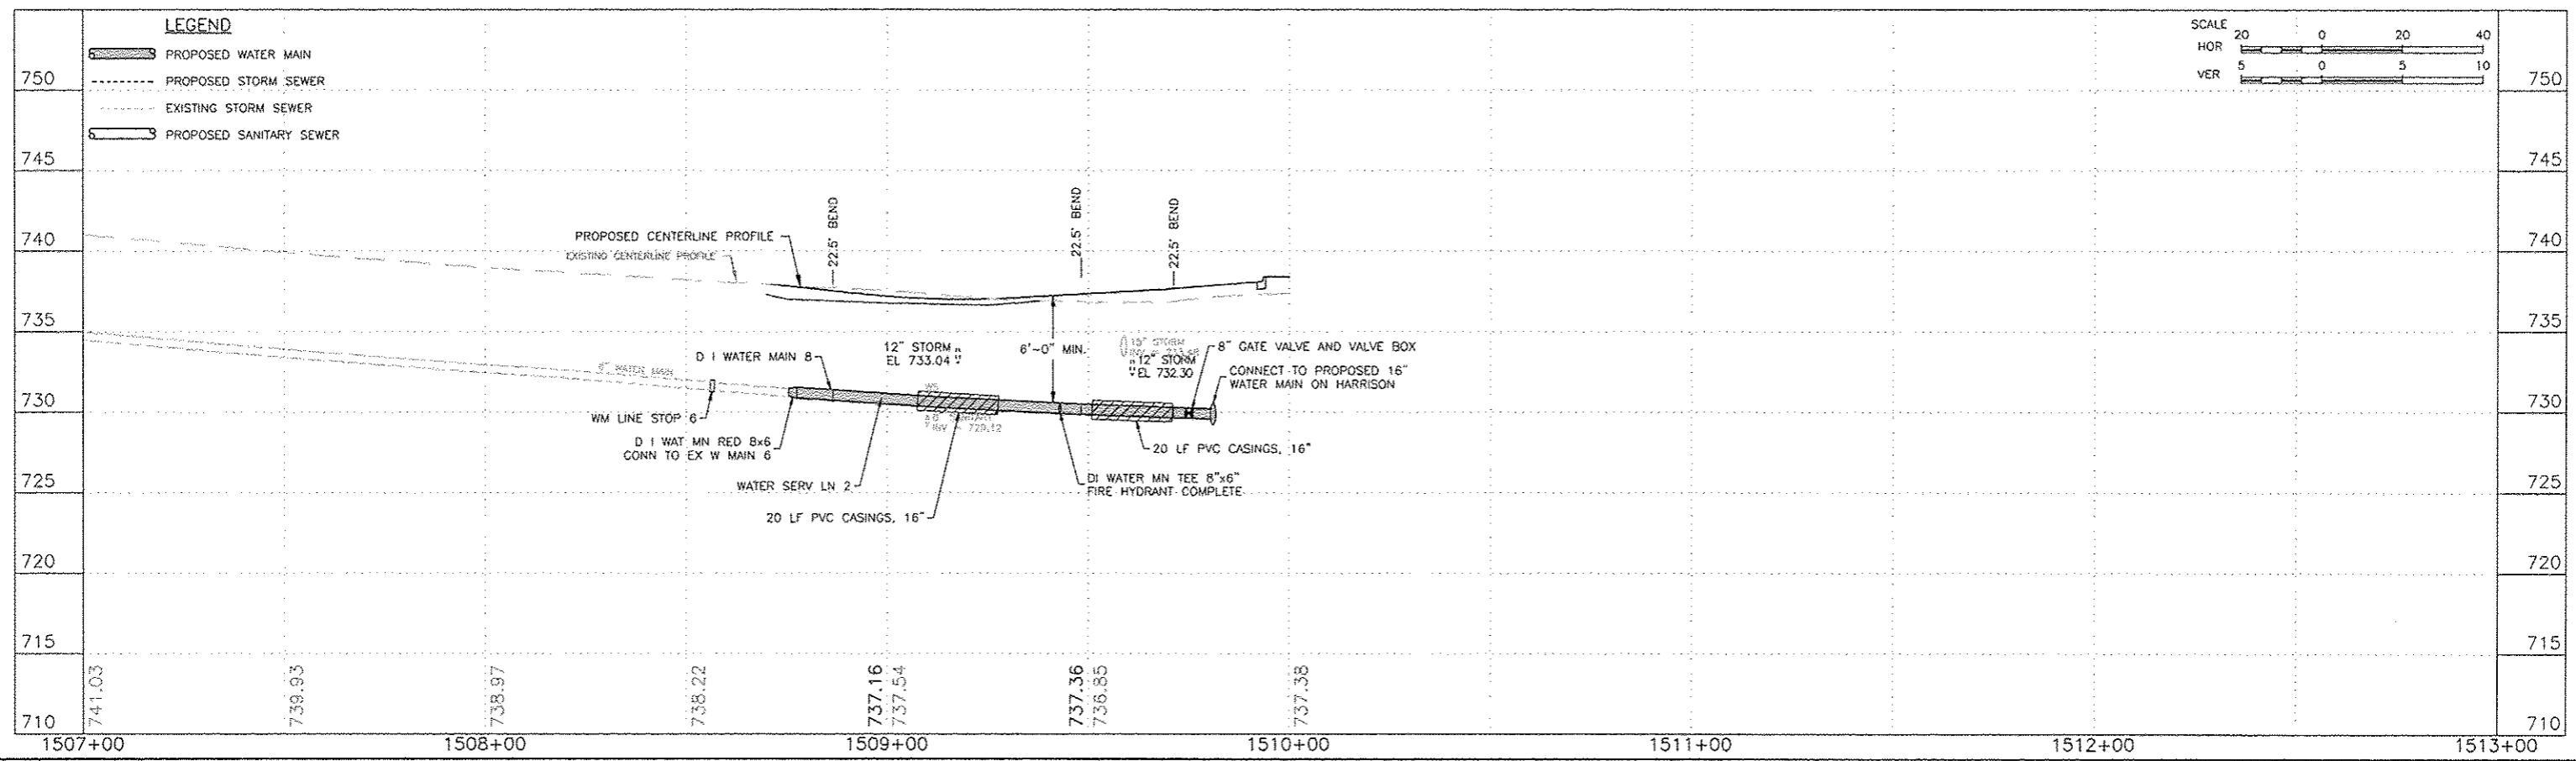 LEGEND
PROPOSED WATER MAIN
PROPOSED STORM SEWER
EXISTING STORM SEWER
PROPOSED SANITARY SEWER
SCALE
HOR
20 0 20 40
VER
5 0 5 10
750 750
745 745
740 740
735 735
730 730
725 725
720 720
715 715
710 710
22.5° BEND
22.5° BEND
22.5° BEND
PROPOSED CENTERLINE PROFILE
EXISTING CENTERLINE PROFILE
6" WATER MAIN
D I WATER MAIN 8
12" STORM
EL 733.04
6'-0" MIN.
15" STORM
12" STORM
EL 732.30
8" GATE VALVE AND VALVE BOX
CONNECT TO PROPOSED 16"
WATER MAIN ON HARRISON
WM LINE STOP 6
D I WAT MN RED 8x6
CONN TO EX W MAIN 6
WATER SERV LN 2
20 LF PVC CASINGS, 16"
INV = 729.12
DI WATER MN TEE 8"x6"
FIRE HYDRANT COMPLETE
20 LF PVC CASINGS, 16"
741.03
739.93
738.97
738.22
737.16
737.54
737.36
736.85
737.38
1507+00 1508+00 1509+00 1510+00 1511+00 1512+00 1513+00